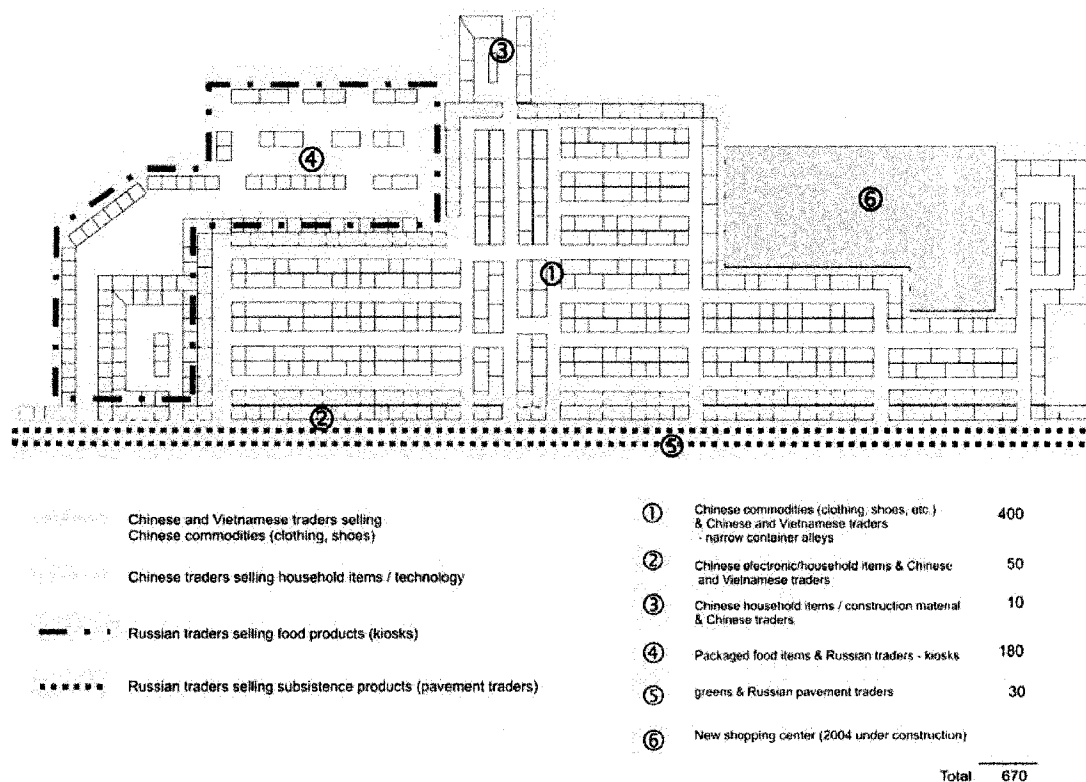 ③
④
⑥
①
②
⑤
Chinese and Vietnamese traders selling
Chinese commodities (clothing, shoes)
Chinese traders selling household items / technology
Russian traders selling food products (kiosks)
Russian traders selling subsistence products (pavement traders)
① Chinese commodities (clothing, shoes, etc.) 400
& Chinese and Vietnamese traders
- narrow container alleys
② Chinese electronic/household items & Chinese 50
and Vietnamese traders
③ Chinese household items / construction material 10
& Chinese traders
④ Packaged food items & Russian traders - kiosks 180
⑤ greens & Russian pavement traders 30
⑥ New shopping center (2004 under construction)
Total 670